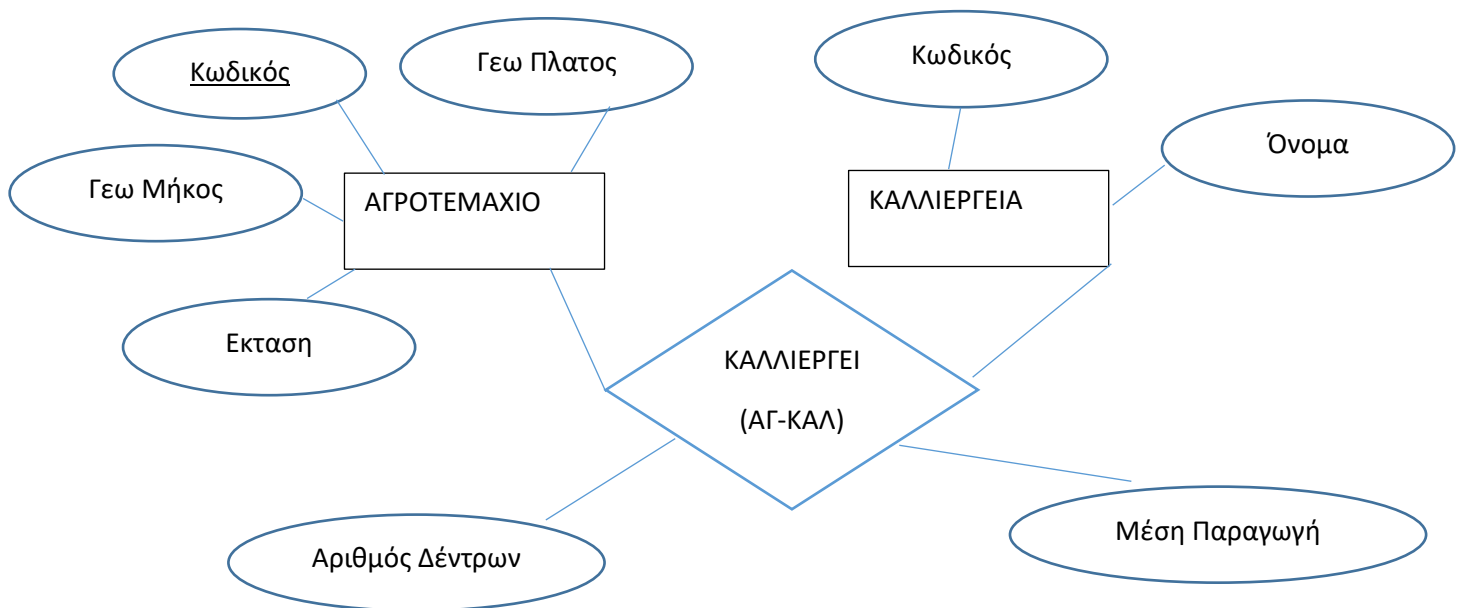 Κωδικός
Γεω Πλατος
Κωδικός
Όνομα
Γεω Μήκος
ΑΓΡΟΤΕΜΑΧΙΟ
ΚΑΛΛΙΕΡΓΕΙΑ
Εκταση
ΚΑΛΛΙΕΡΓΕΙ
(ΑΓ-ΚΑΛ)
Αριθμός Δέντρων
Μέση Παραγωγή